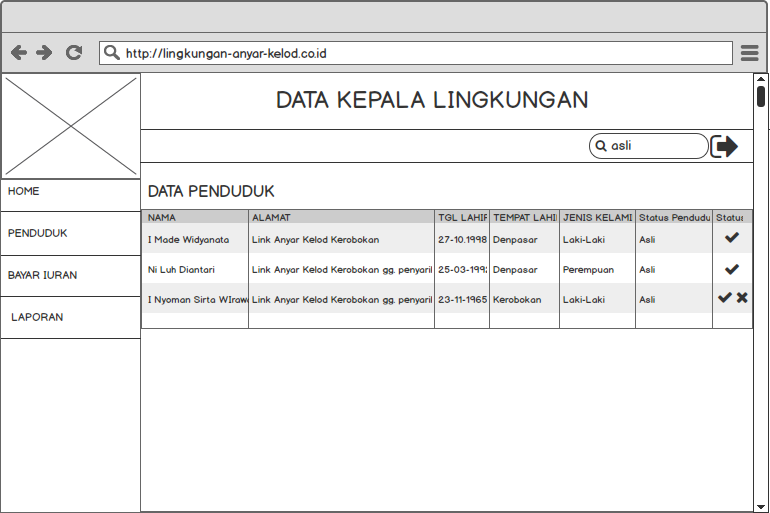 http://lingkungan-anyar-kelod.co.id
DATA KEPALA LINGKUNGAN
asli
HOME
PENDUDUK
BAYAR IURAN
LAPORAN
DATA PENDUDUK
NAMA ALAMAT TGL LAHIR TEMPAT LAHI JENIS KELAMI Status Pendudu Status
I Made Widyanata Link Anyar Kelod Kerobokan 27-10.1998 Denpasar Laki-Laki Asli
Ni Luh Diantari Link Anyar Kelod Kerobokan gg. penyaril 25-03-1992 Denpasar Perempuan Asli
I Nyoman Sirta WIrawa Link Anyar Kelod Kerobokan gg. penyaril 23-11-1965 Kerobokan Laki-Laki Asli